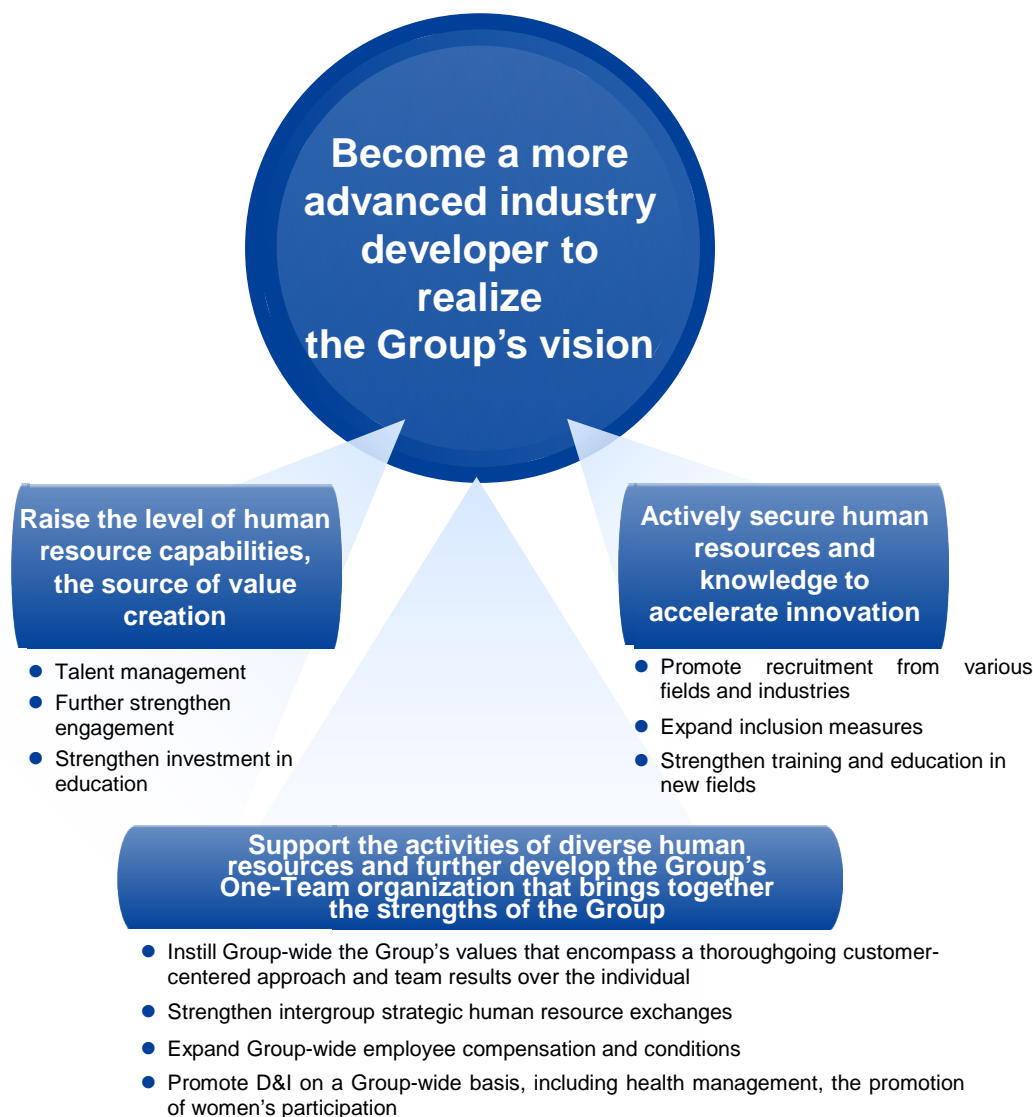 Become a more
advanced industry
developer to
realize
the Group’s vision
Raise the level of human
resource capabilities,
the source of value
creation
● Talent management
● Further strengthen
engagement
● Strengthen investment in
education
Actively secure human
resources and
knowledge to
accelerate innovation
● Promote recruitment from various
fields and industries
● Expand inclusion measures
● Strengthen training and education in
new fields
Support the activities of diverse human
resources and further develop the Group’s
One-Team organization that brings together
the strengths of the Group
● Instill Group-wide the Group’s values that encompass a thoroughgoing customer-
centered approach and team results over the individual
● Strengthen intergroup strategic human resource exchanges
● Expand Group-wide employee compensation and conditions
● Promote D&I on a Group-wide basis, including health management, the promotion
of women’s participation